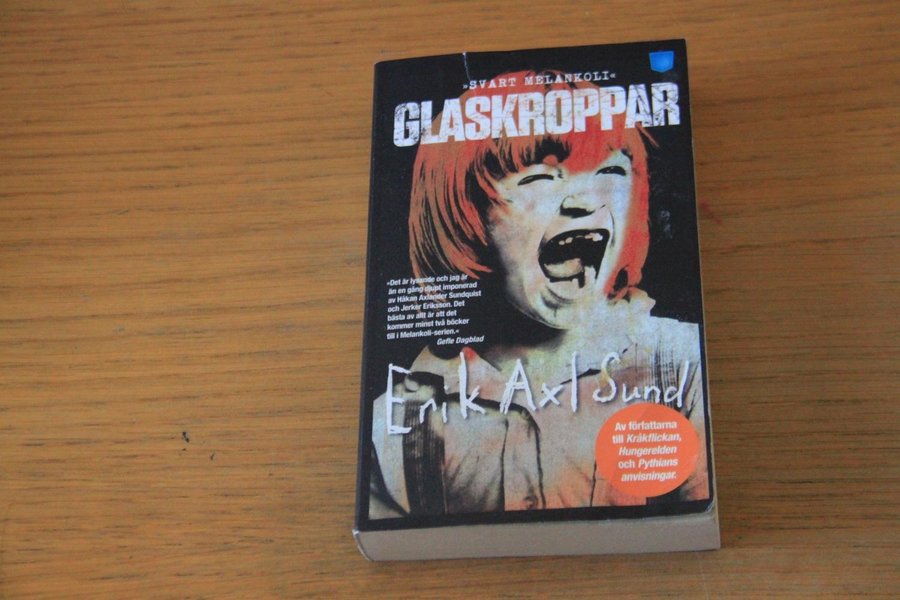 »SVART MELANKOLI«
GLASKROPPAR
»Det är lysande och jag är
än en gång djupt imponerad
av Håkan Axlander Sundquist
och Jerker Eriksson. Det
bästa av allt är att det
kommer minst två böcker
till i Melankoli-serien.«
Gefle Dagblad
Erik Axl Sund
Av författarna
till Kråkflickan,
Hungerelden
och Pythians
anvisningar.